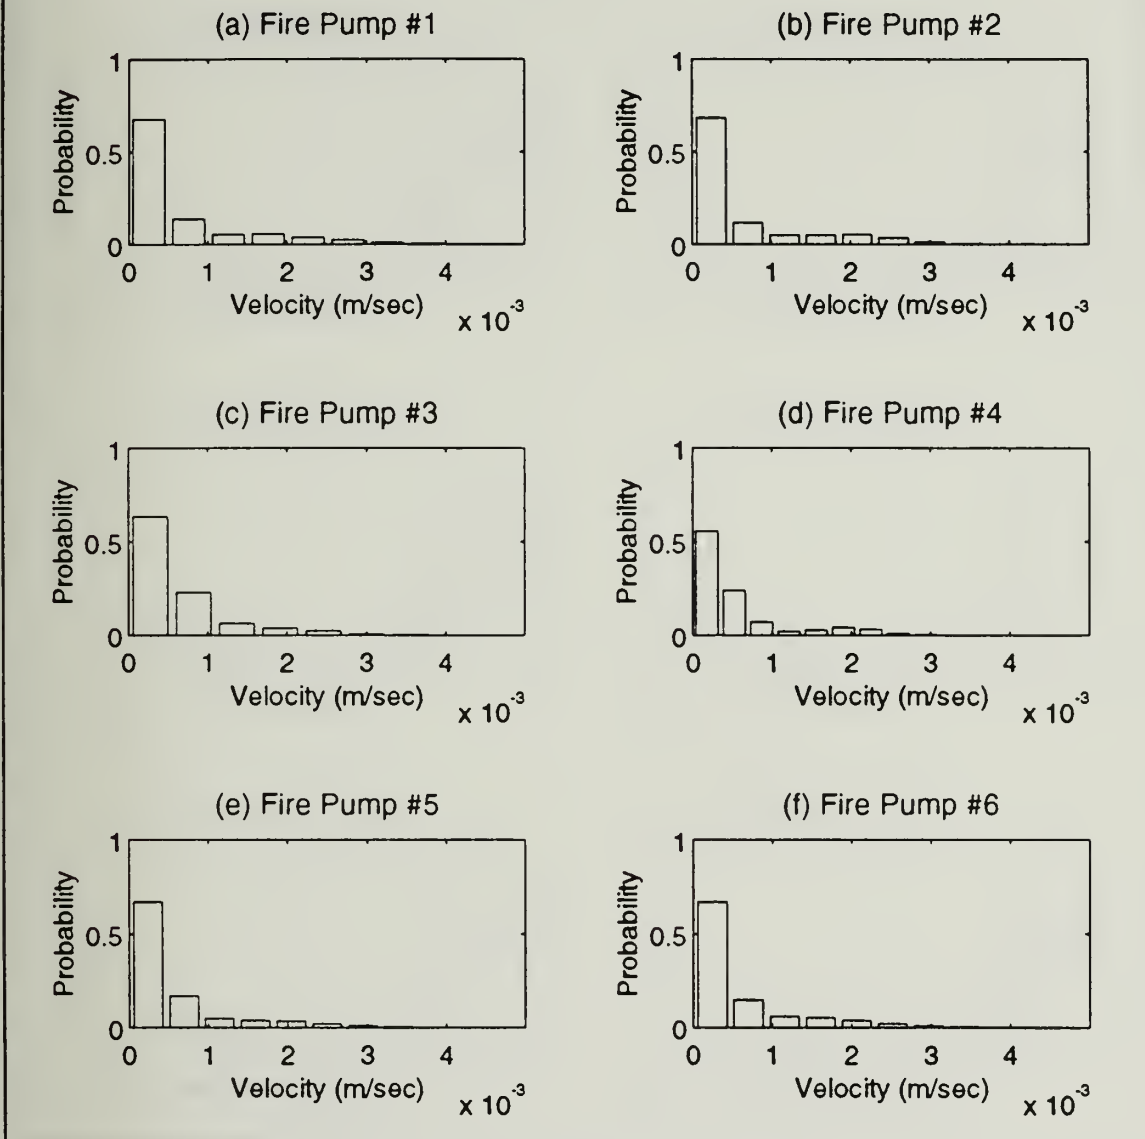 (a) Fire Pump #1
1
0.5
0
Probability
0 1 2 3 4
Velocity (m/sec)
x 10-3
(b) Fire Pump #2
1
0.5
0
Probability
0 1 2 3 4
Velocity (m/sec)
x 10-3
(c) Fire Pump #3
1
0.5
0
Probability
0 1 2 3 4
Velocity (m/sec)
x 10-3
(d) Fire Pump #4
1
0.5
0
Probability
0 1 2 3 4
Velocity (m/sec)
x 10-3
(e) Fire Pump #5
1
0.5
0
Probability
0 1 2 3 4
Velocity (m/sec)
x 10-3
(f) Fire Pump #6
1
0.5
0
Probability
0 1 2 3 4
Velocity (m/sec)
x 10-3